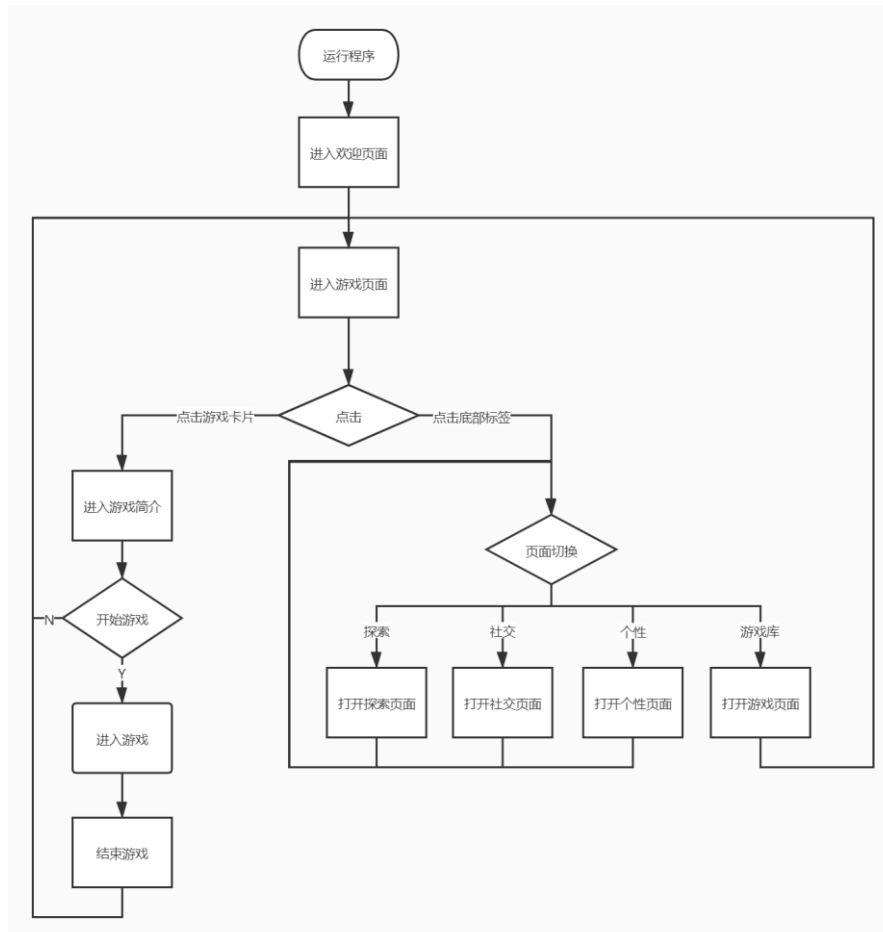 运行程序
进入欢迎页面
进入游戏页面
点击游戏卡片
点击
点击底部标签
进入游戏简介
页面切换
N
开始游戏
探索
社交
个性
游戏库
Y
打开探索页面
打开社交页面
打开个性页面
打开游戏页面
进入游戏
结束游戏